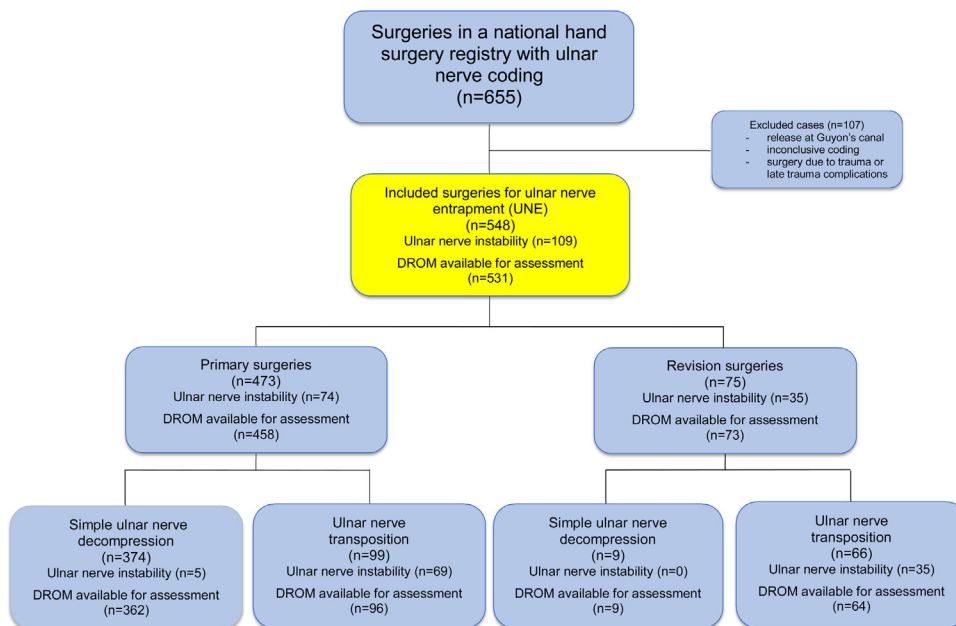 Surgeries in a national hand
surgery registry with ulnar
nerve coding
(n=655)
Excluded cases (n=107)
- release at Guyon's canal
- inconclusive coding
- surgery due to trauma or
late trauma complications
Included surgeries for ulnar nerve
entrapment (UNE)
(n=548)
Ulnar nerve instability (n=109)
DROM available for assessment
(n=531)
Primary surgeries
(n=473)
Ulnar nerve instability (n=74)
DROM available for assessment
(n=458)
Revision surgeries
(n=75)
Ulnar nerve instability (n=35)
DROM available for assessment
(n=73)
Simple ulnar nerve
decompression
(n=374)
Ulnar nerve instability (n=5)
DROM available for assessment
(n=362)
Ulnar nerve
transposition
(n=99)
Ulnar nerve instability (n=69)
DROM available for assessment
(n=96)
Simple ulnar nerve
decompression
(n=9)
Ulnar nerve instability (n=0)
DROM available for assessment
(n=9)
Ulnar nerve
transposition
(n=66)
Ulnar nerve instability (n=35)
DROM available for assessment
(n=64)